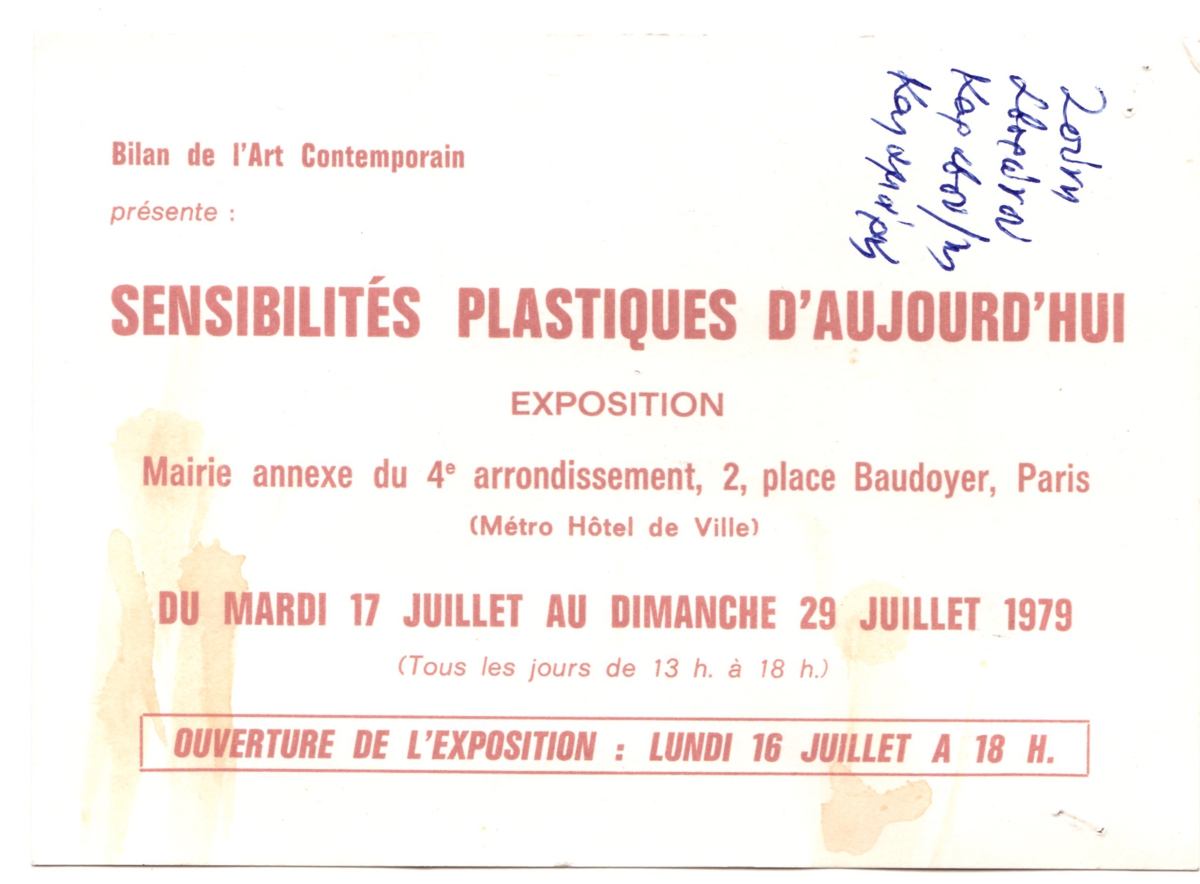 Bilan de l'Art Contemporain
présente :
SENSIBILITÉS PLASTIQUES D'AUJOURD'HUI
EXPOSITION
Mairie annexe du 4e arrondissement, 2, place Baudoyer, Paris
(Métro Hôtel de Ville)
DU MARDI 17 JUILLET AU DIMANCHE 29 JUILLET 1979
(Tous les jours de 13 h. à 18 h.)
OUVERTURE DE L'EXPOSITION : LUNDI 16 JUILLET A 18 H.